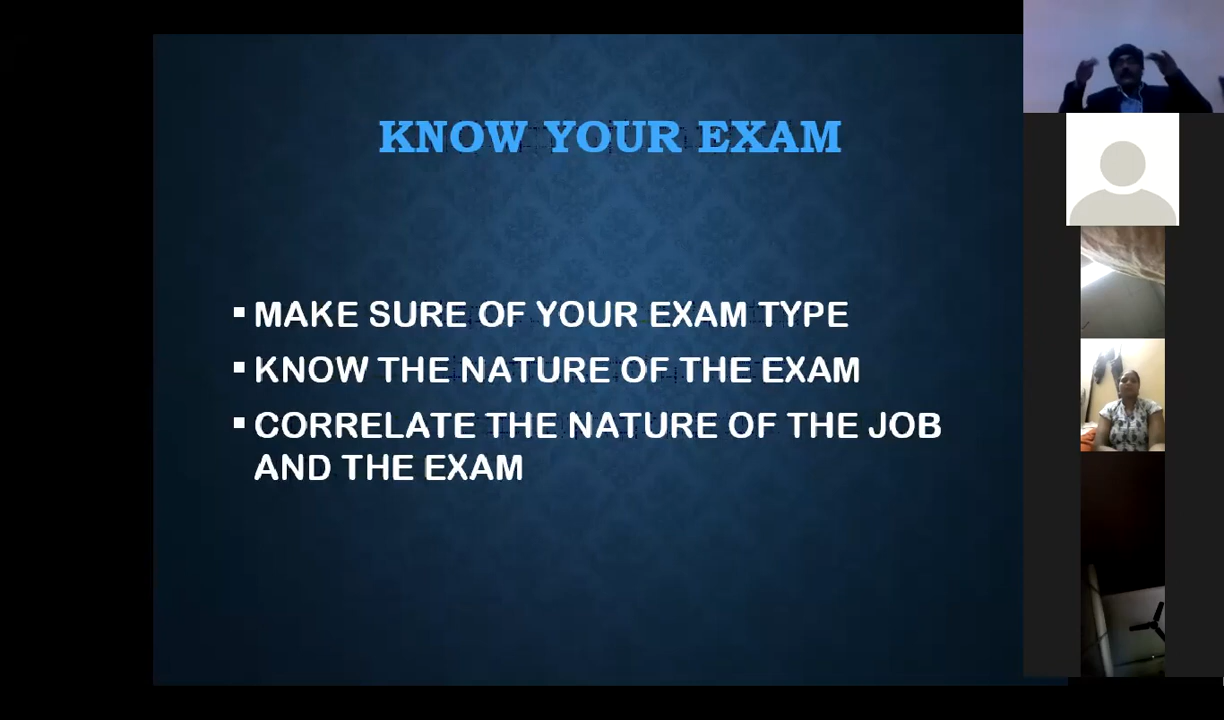 KNOW YOUR EXAM
▪ MAKE SURE OF YOUR EXAM TYPE
▪ KNOW THE NATURE OF THE EXAM
▪ CORRELATE THE NATURE OF THE JOB
AND THE EXAM